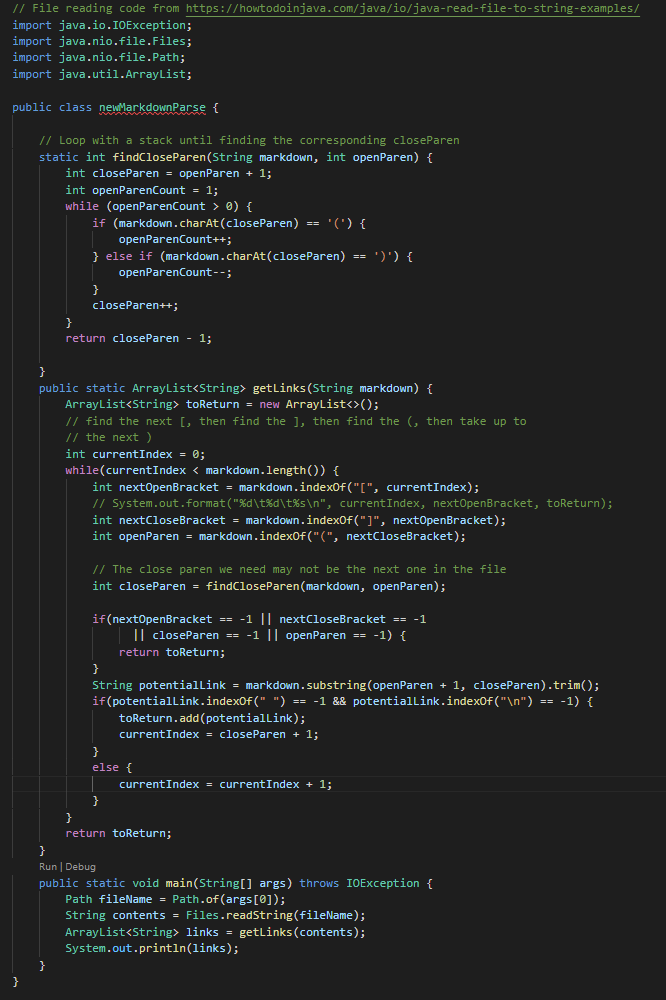 // File reading code from https://howtodoinjava.com/java/io/java-read-file-to-string-examples/
import java.io.IOException;
import java.nio.file.Files;
import java.nio.file.Path;
import java.util.ArrayList;

public class newMarkdownParse {

    // Loop with a stack until finding the corresponding closeParen
    static int findCloseParen(String markdown, int openParen) {
        int closeParen = openParen + 1;
        int openParenCount = 1;
        while (openParenCount > 0) {
            if (markdown.charAt(closeParen) == '(') {
                openParenCount++;
            } else if (markdown.charAt(closeParen) == ')') {
                openParenCount--;
            }
            closeParen++;
        }
        return closeParen - 1;

    }
    public static ArrayList<String> getLinks(String markdown) {
        ArrayList<String> toReturn = new ArrayList<>();
        // find the next [, then find the ], then find the (, then take up to
        // the next )
        int currentIndex = 0;
        while(currentIndex < markdown.length()) {
            int nextOpenBracket = markdown.indexOf("[", currentIndex);
            // System.out.format("%d\t%d\t%s\n", currentIndex, nextOpenBracket, toReturn);
            int nextCloseBracket = markdown.indexOf("]", nextOpenBracket);
            int openParen = markdown.indexOf("(", nextCloseBracket);

            // The close paren we need may not be the next one in the file
            int closeParen = findCloseParen(markdown, openParen);

            if(nextOpenBracket == -1 || nextCloseBracket == -1
                  || closeParen == -1 || openParen == -1) {
                return toReturn;
            }
            String potentialLink = markdown.substring(openParen + 1, closeParen).trim();
            if(potentialLink.indexOf(" ") == -1 && potentialLink.indexOf("\n") == -1) {
                toReturn.add(potentialLink);
                currentIndex = closeParen + 1;
            }
            else {
                currentIndex = currentIndex + 1;
            }
        }
        return toReturn;
    }
    Run | Debug
    public static void main(String[] args) throws IOException {
        Path fileName = Path.of(args[0]);
        String contents = Files.readString(fileName);
        ArrayList<String> links = getLinks(contents);
        System.out.println(links);
    }
}